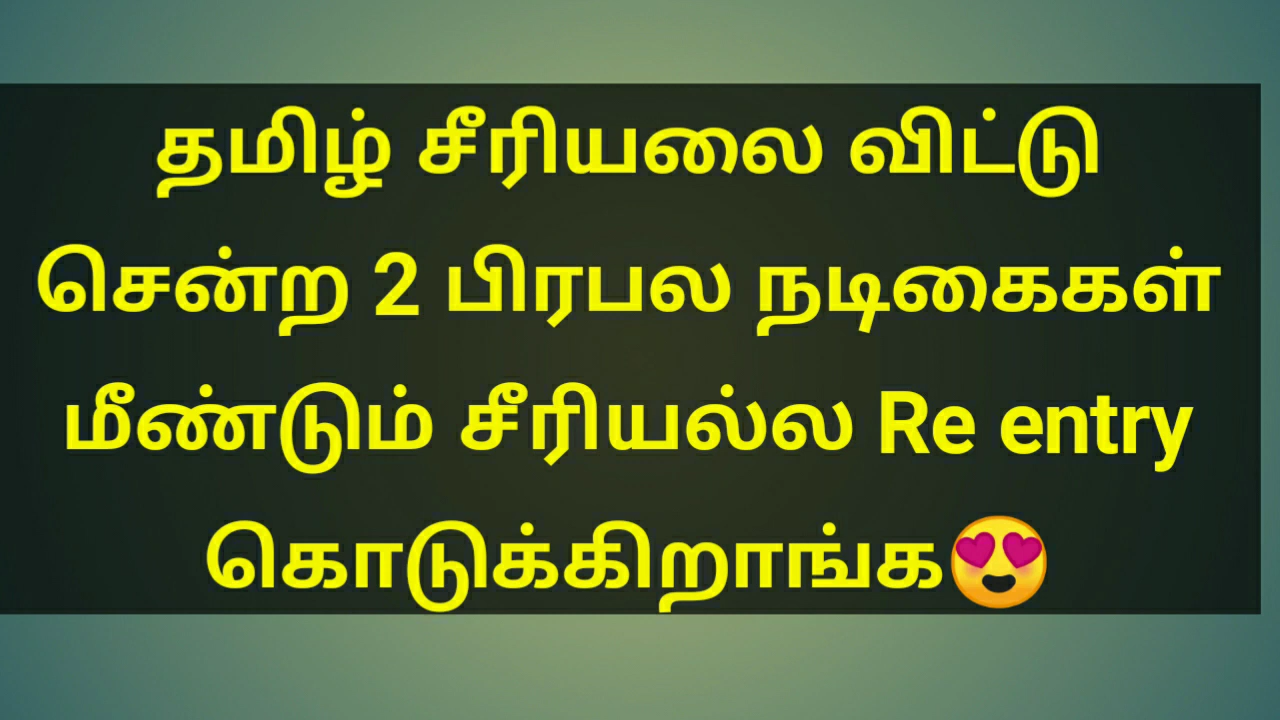 தமிழ் சீரியலை விட்டு
சென்ற 2 பிரபல நடிகைகள்
மீண்டும் சீரியல்ல Re entry
கொடுக்கிறாங்க😍